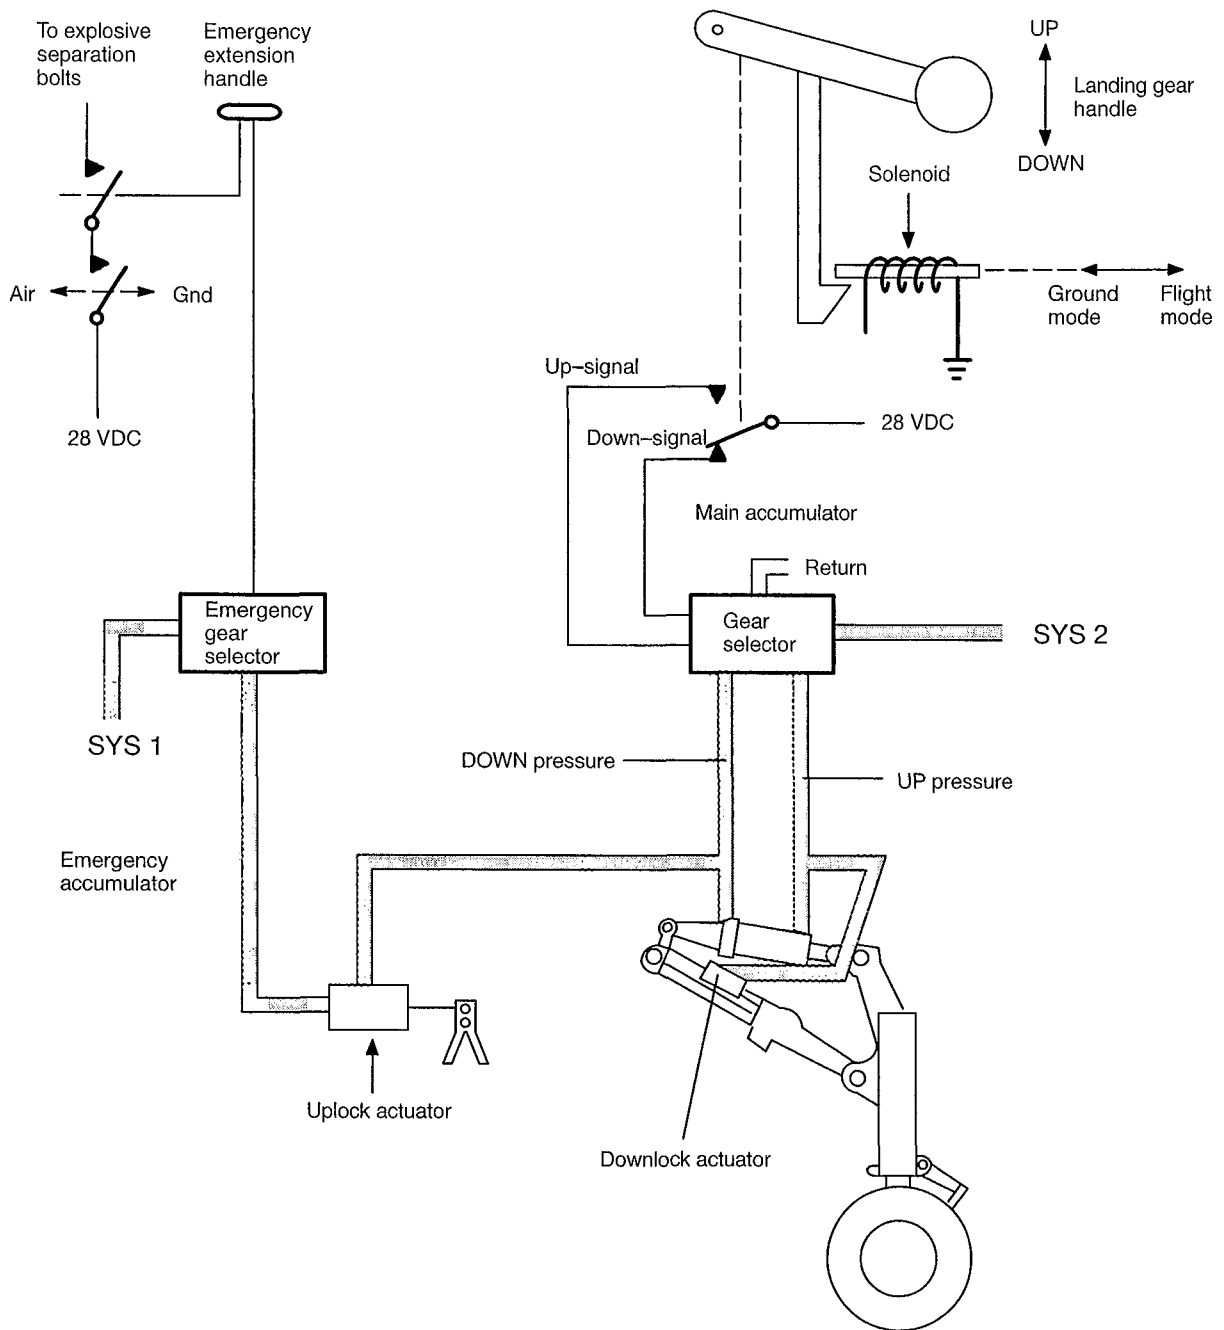 To explosive
separation
bolts
Emergency
extension
handle
UP
Landing gear
handle
DOWN
Solenoid
Air
Gnd
Ground
mode
Flight
mode
Up–signal
28 VDC
Down–signal
28 VDC
Main accumulator
Return
Emergency
gear
selector
Gear
selector
SYS 2
SYS 1
DOWN pressure
UP pressure
Emergency
accumulator
Uplock actuator
Downlock actuator